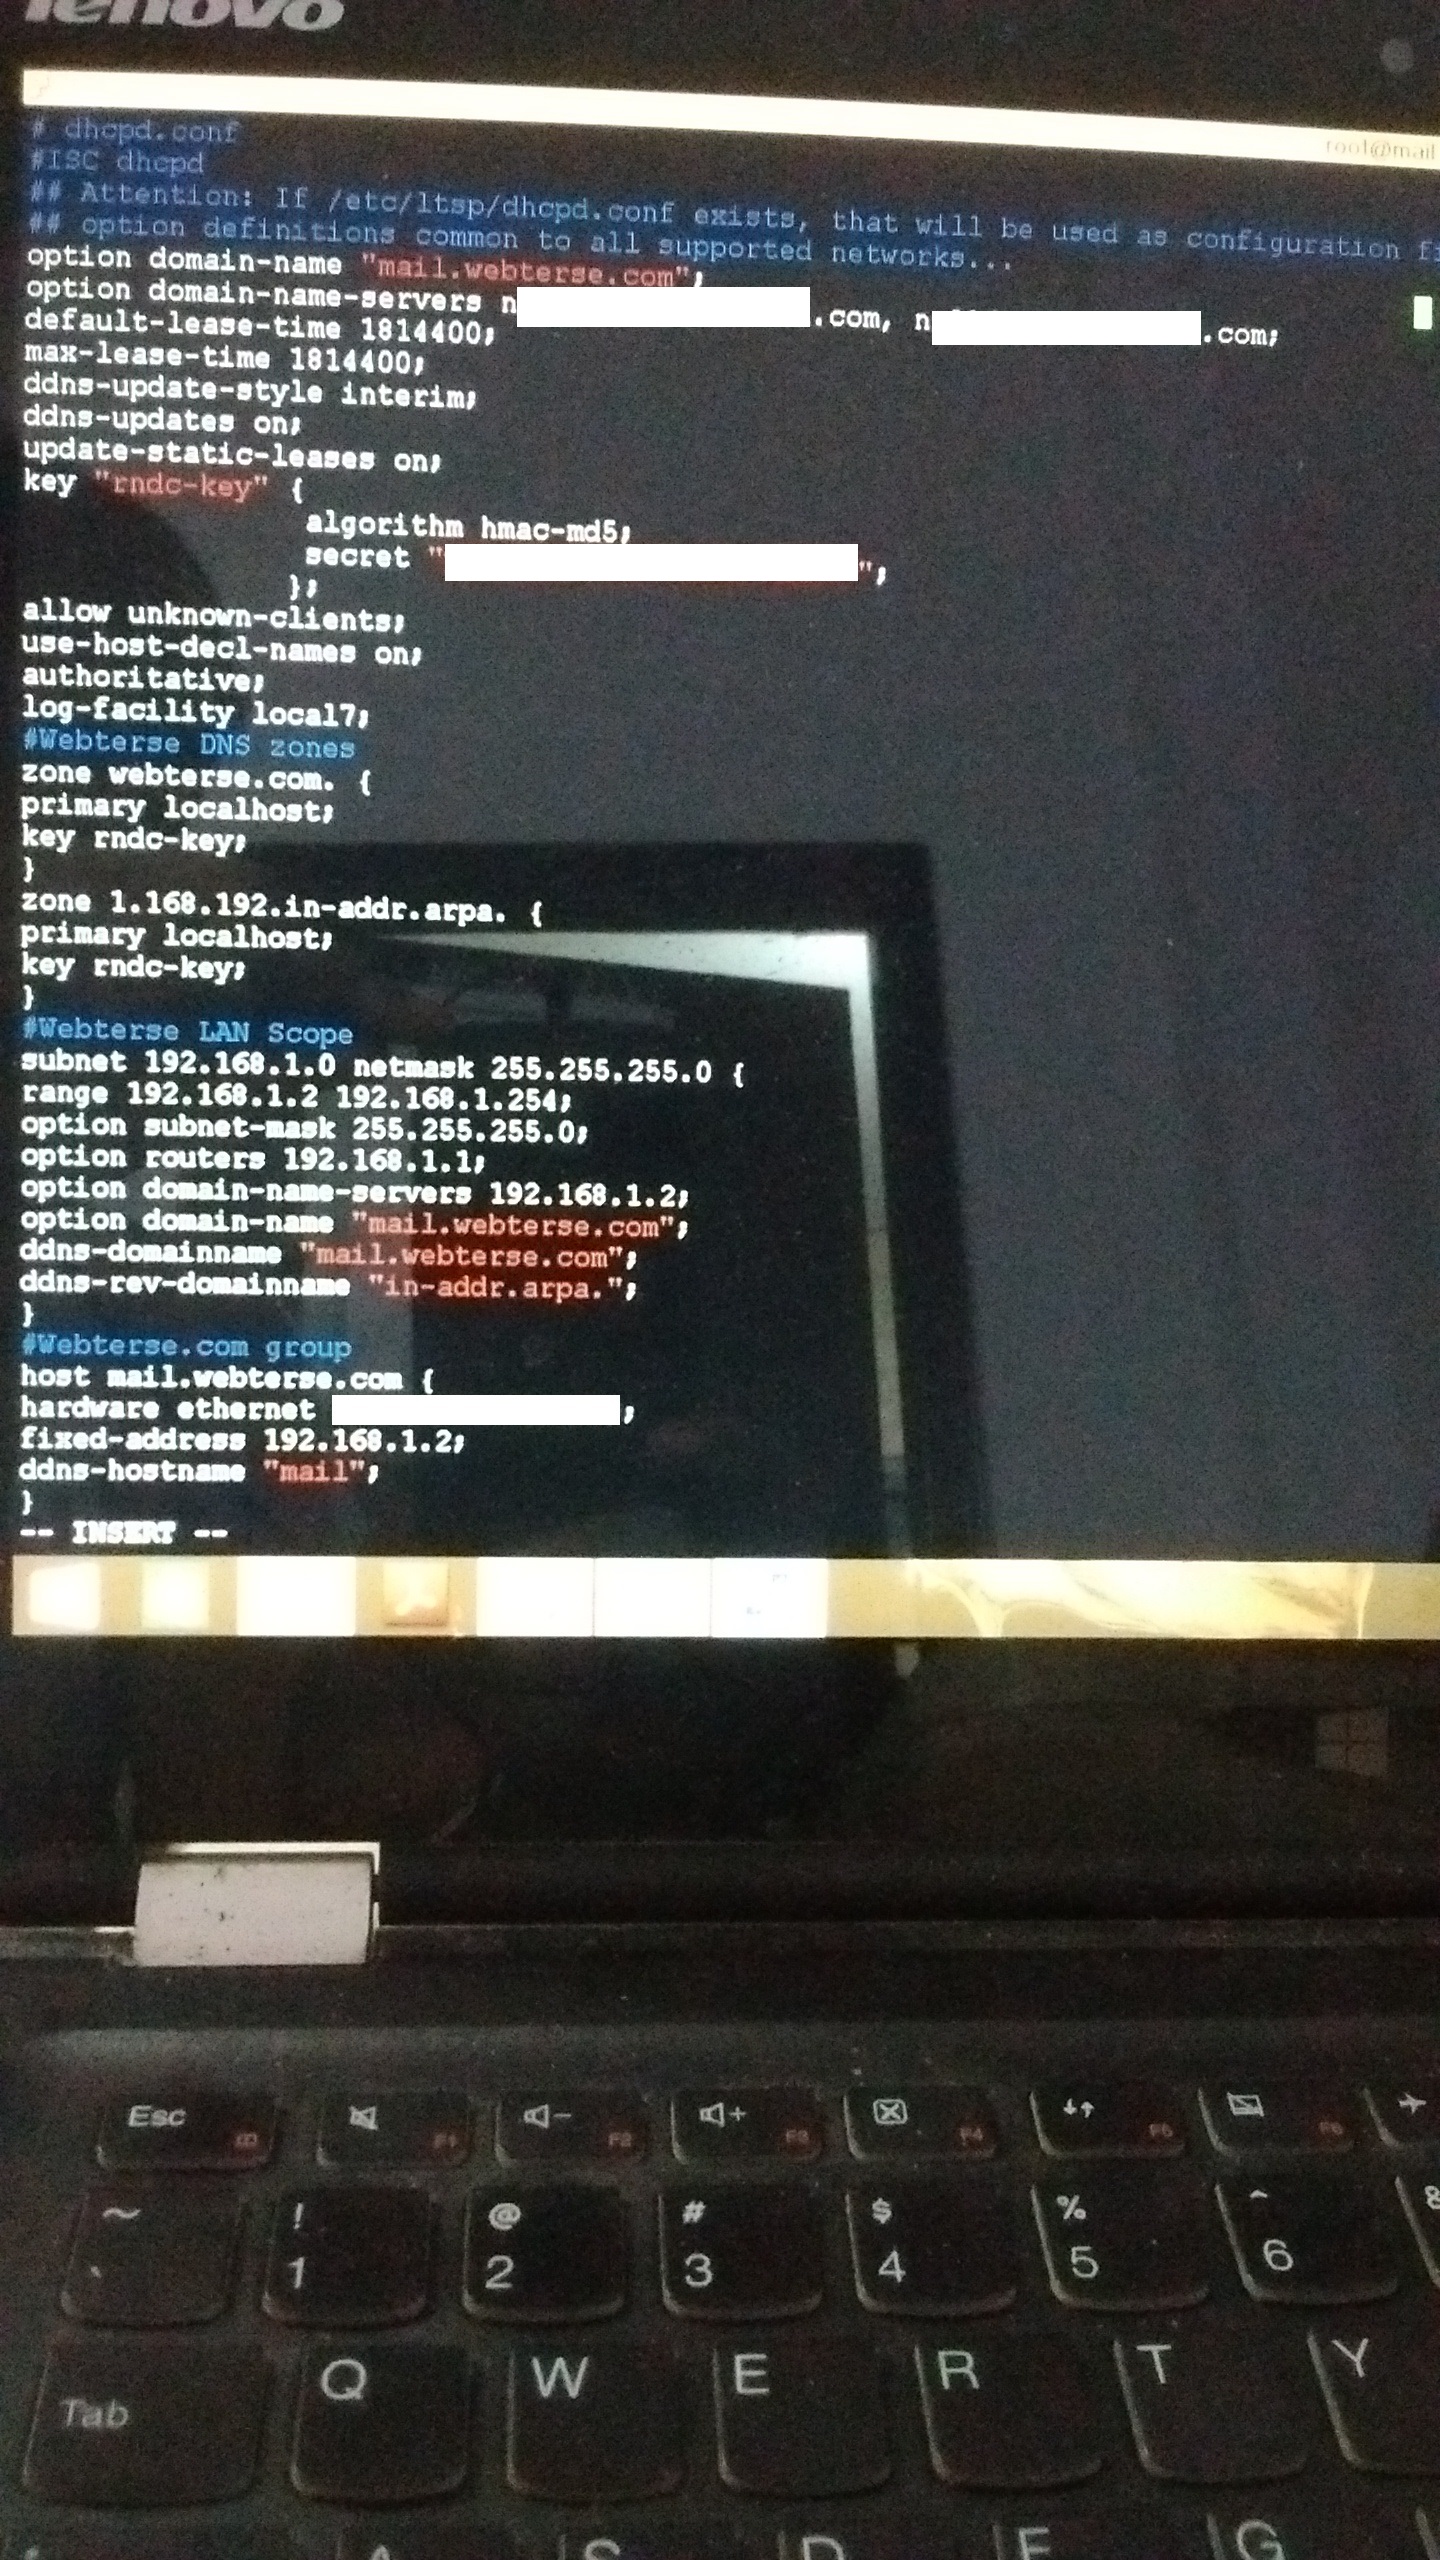 lenovo
root@mail
# dhcpd.conf
#ISC dhcpd
## Attention: If /etc/ltsp/dhcpd.conf exists, that will be used as configuration fi
## option definitions common to all supported networks...
option domain-name "mail.webterse.com";
option domain-name-servers n .com, n .com;
default-lease-time 1814400;
max-lease-time 1814400;
ddns-update-style interim;
ddns-updates on;
update-static-leases on;
key "rndc-key" {
algorithm hmac-md5;
secret " ";
};
allow unknown-clients;
use-host-decl-names on;
authoritative;
log-facility local7;
#Webterse DNS zones
zone webterse.com. {
primary localhost;
key rndc-key;
}
zone 1.168.192.in-addr.arpa. {
primary localhost;
key rndc-key;
}
#Webterse LAN Scope
subnet 192.168.1.0 netmask 255.255.255.0 {
range 192.168.1.2 192.168.1.254;
option subnet-mask 255.255.255.0;
option routers 192.168.1.1;
option domain-name-servers 192.168.1.2;
option domain-name "mail.webterse.com";
ddns-domainname "mail.webterse.com";
ddns-rev-domainname "in-addr.arpa.";
}
#Webterse.com group
host mail.webterse.com {
hardware ethernet ;
fixed-address 192.168.1.2;
ddns-hostname "mail";
}
-- INSERT --
Esc F1 F2 F3 F4 F5 F6
~ ! @ # $ % ^ &
` 1 2 3 4 5 6
Tab Q W E R T Y
A S D F G